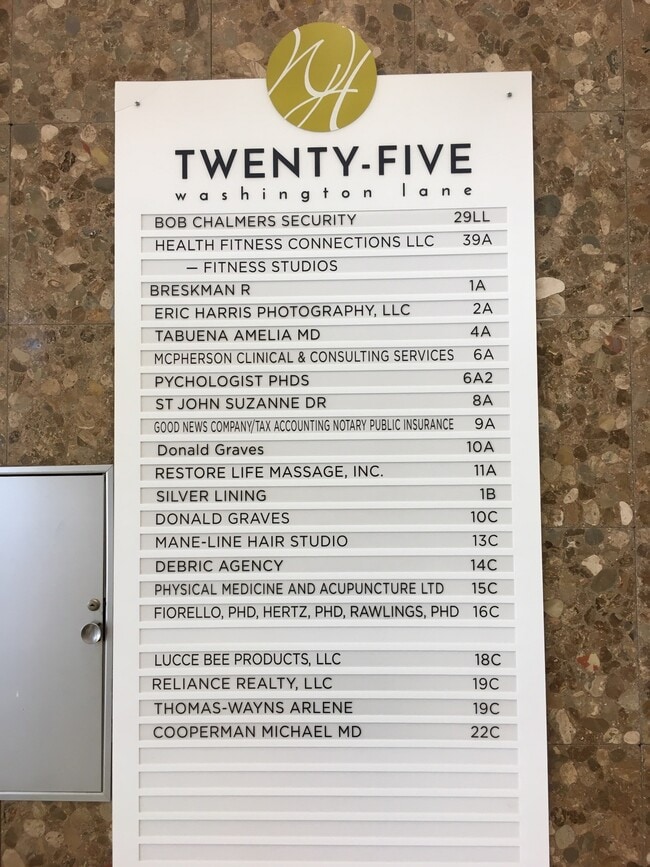 WH
TWENTY-FIVE
washington lane
BOB CHALMERS SECURITY 29LL
HEALTH FITNESS CONNECTIONS LLC 39A
— FITNESS STUDIOS
BRESKMAN R 1A
ERIC HARRIS PHOTOGRAPHY, LLC 2A
TABUENA AMELIA MD 4A
MCPHERSON CLINICAL & CONSULTING SERVICES 6A
PYCHOLOGIST PHDS 6A2
ST JOHN SUZANNE DR 8A
GOOD NEWS COMPANY/TAX ACCOUNTING NOTARY PUBLIC INSURANCE 9A
Donald Graves 10A
RESTORE LIFE MASSAGE, INC. 11A
SILVER LINING 1B
DONALD GRAVES 10C
MANE-LINE HAIR STUDIO 13C
DEBRIC AGENCY 14C
PHYSICAL MEDICINE AND ACUPUNCTURE LTD 15C
FIORELLO, PHD, HERTZ, PHD, RAWLINGS, PHD 16C
LUCCE BEE PRODUCTS, LLC 18C
RELIANCE REALTY, LLC 19C
THOMAS-WAYNS ARLENE 19C
COOPERMAN MICHAEL MD 22C